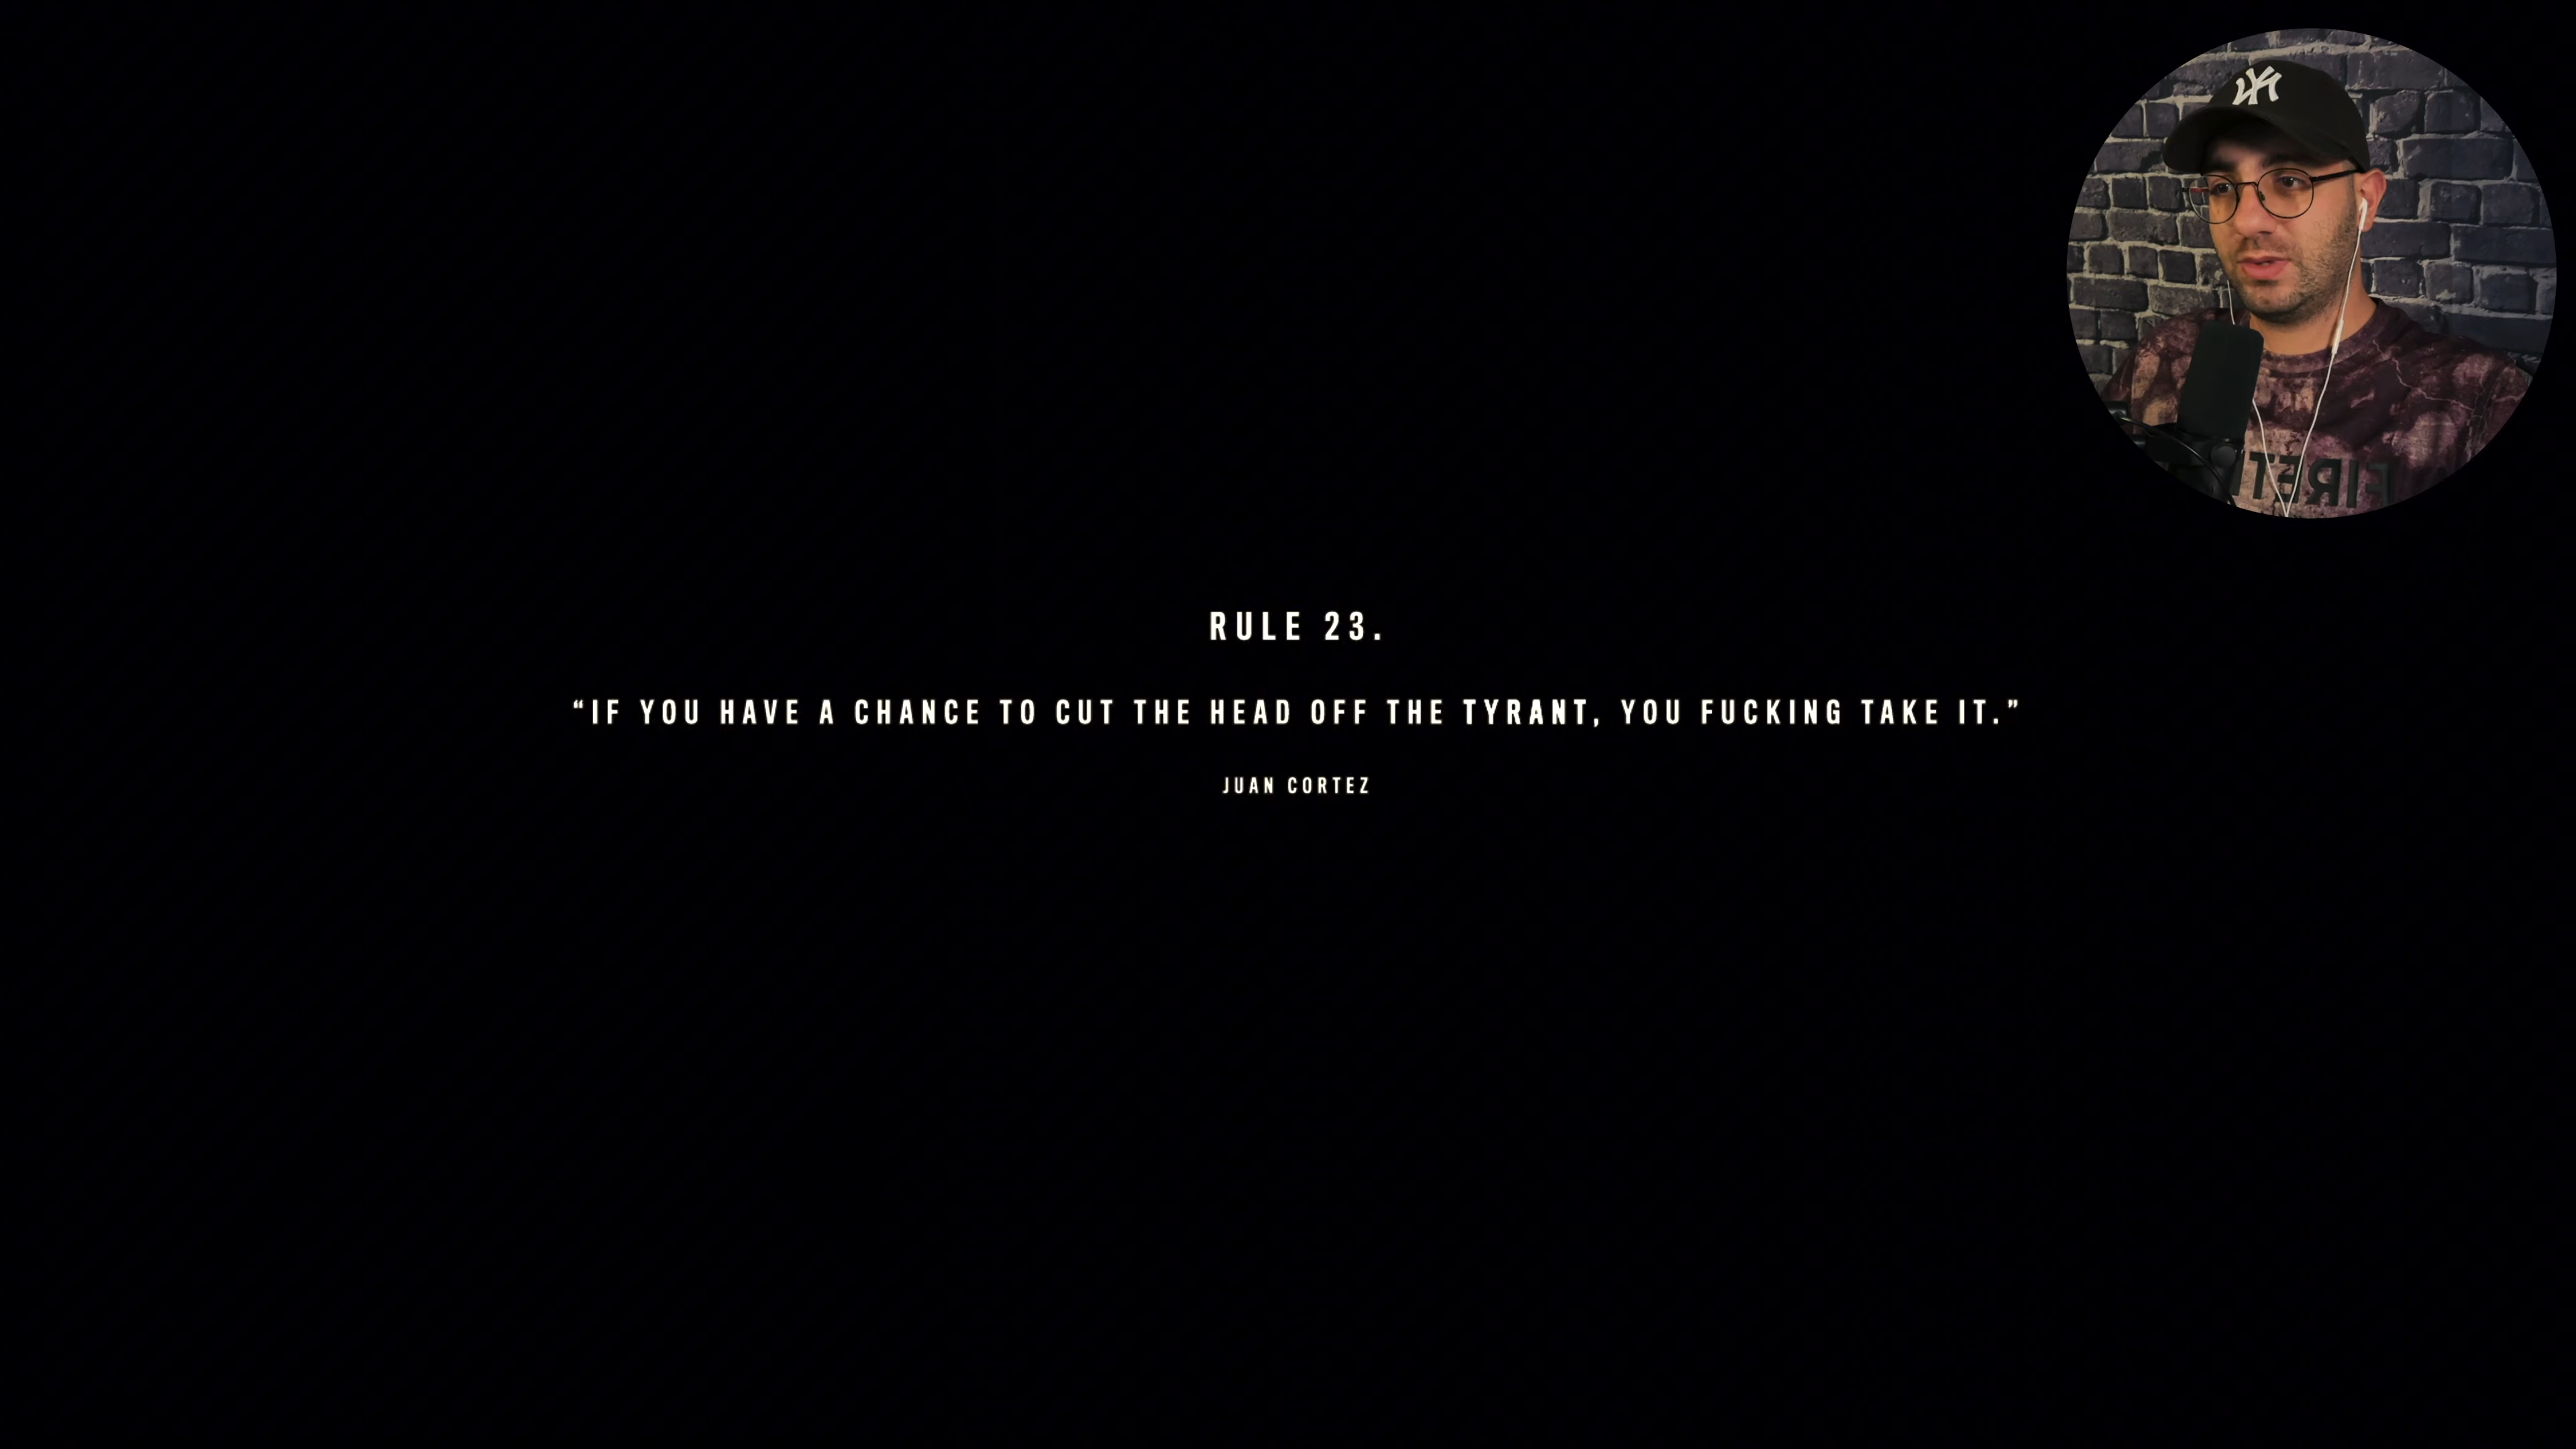 RULE 23.
“IF YOU HAVE A CHANCE TO CUT THE HEAD OFF THE TYRANT, YOU FUCKING TAKE IT.”
JUAN CORTEZ